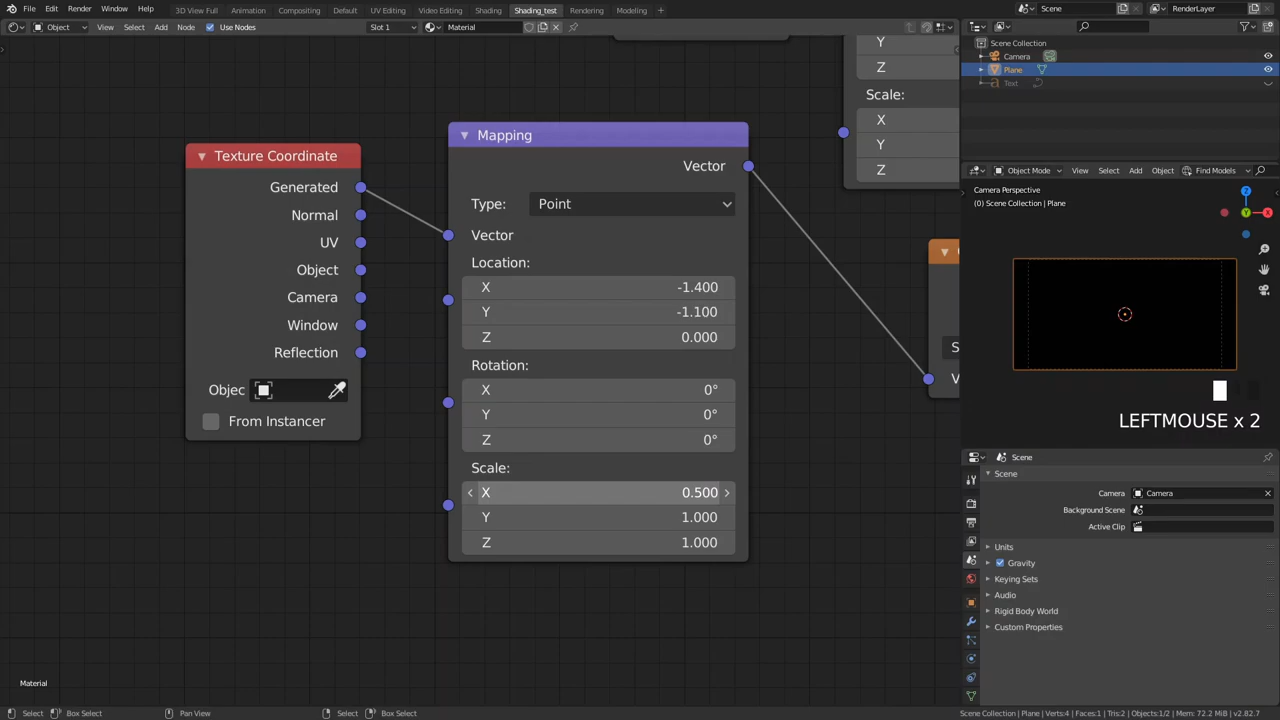 File Edit Render Window Help 3D View Full Animation Compositing Default UV Editing Video Editing Shading Shading_test Rendering Modeling + Scene RenderLayer
Object View Select Add Node Use Nodes Slot 1 Material
Scene Collection
Camera
Plane
Text
Y
Z
Scale:
X
Y
Z
Mapping
Vector
Type: Point
Vector
Location:
X -1.400
Y -1.100
Z 0.000
Rotation:
X 0°
Y 0°
Z 0°
Scale:
X 0.500
Y 1.000
Z 1.000
Texture Coordinate
Generated
Normal
UV
Object
Camera
Window
Reflection
Objec
From Instancer
S
V
Object Mode View Select Add Object Find Models
Camera Perspective
(0) Scene Collection | Plane
Z
Y
X
LEFTMOUSE x 2
Scene
Scene
Camera Camera
Background Scene
Active Clip
Units
Gravity
Keying Sets
Audio
Rigid Body World
Custom Properties
Material
Select Box Select Pan View Select Box Select Scene Collection | Plane | Verts:4 | Faces:1 | Tris:2 | Objects:1/2 | Mem: 72.2 MiB | v2.82.7